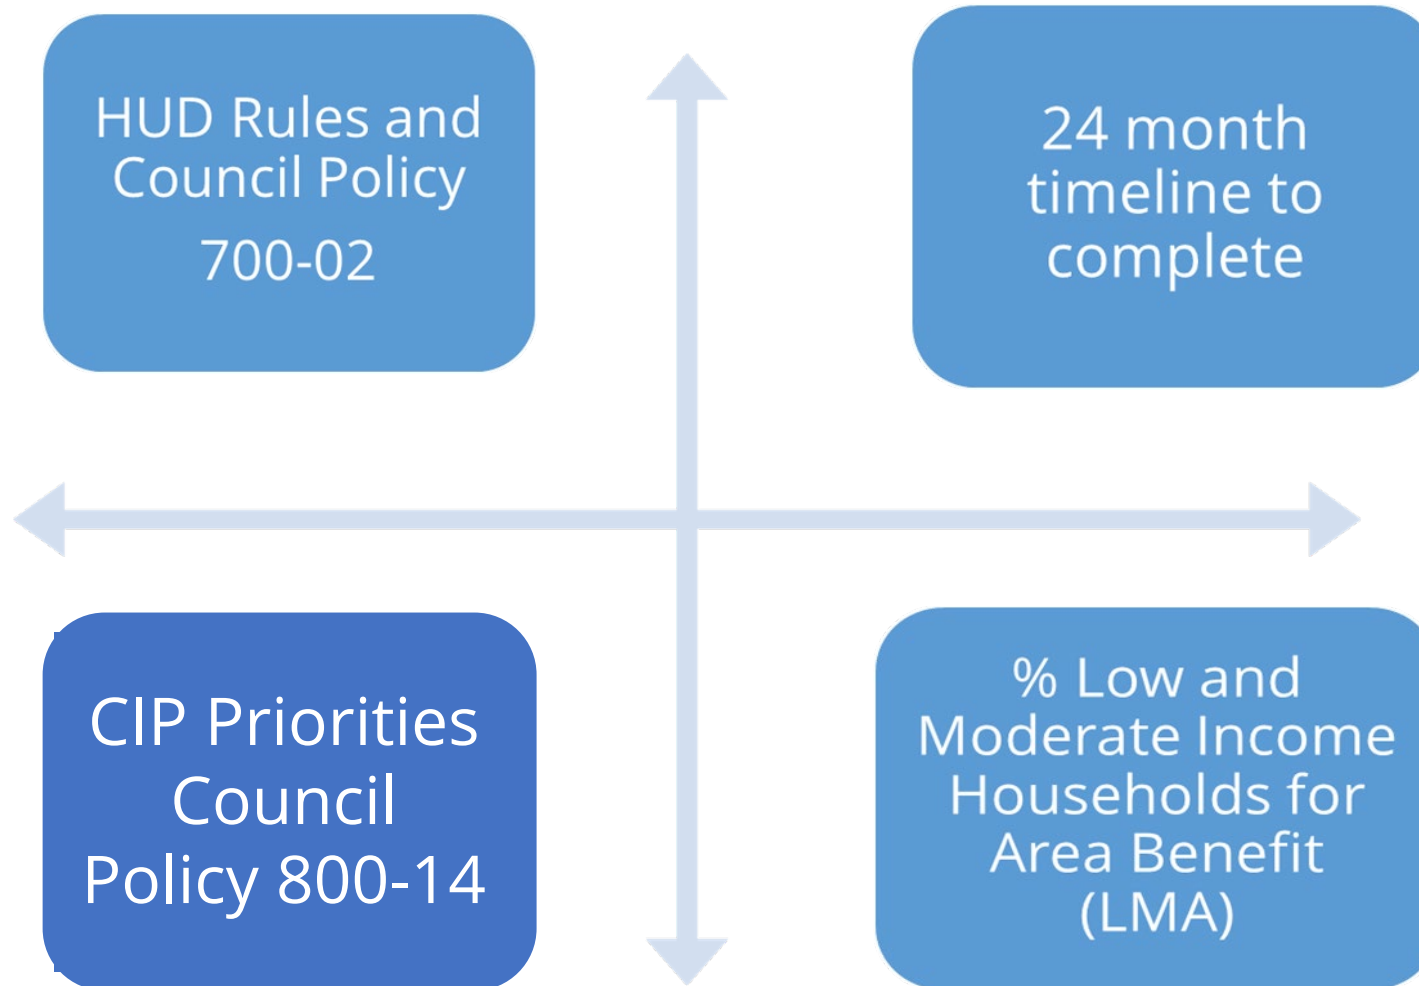 HUD Rules and
Council Policy
700-02
24 month
timeline to
complete
CIP Priorities
Council
Policy 800-14
% Low and
Moderate Income
Households for
Area Benefit
(LMA)